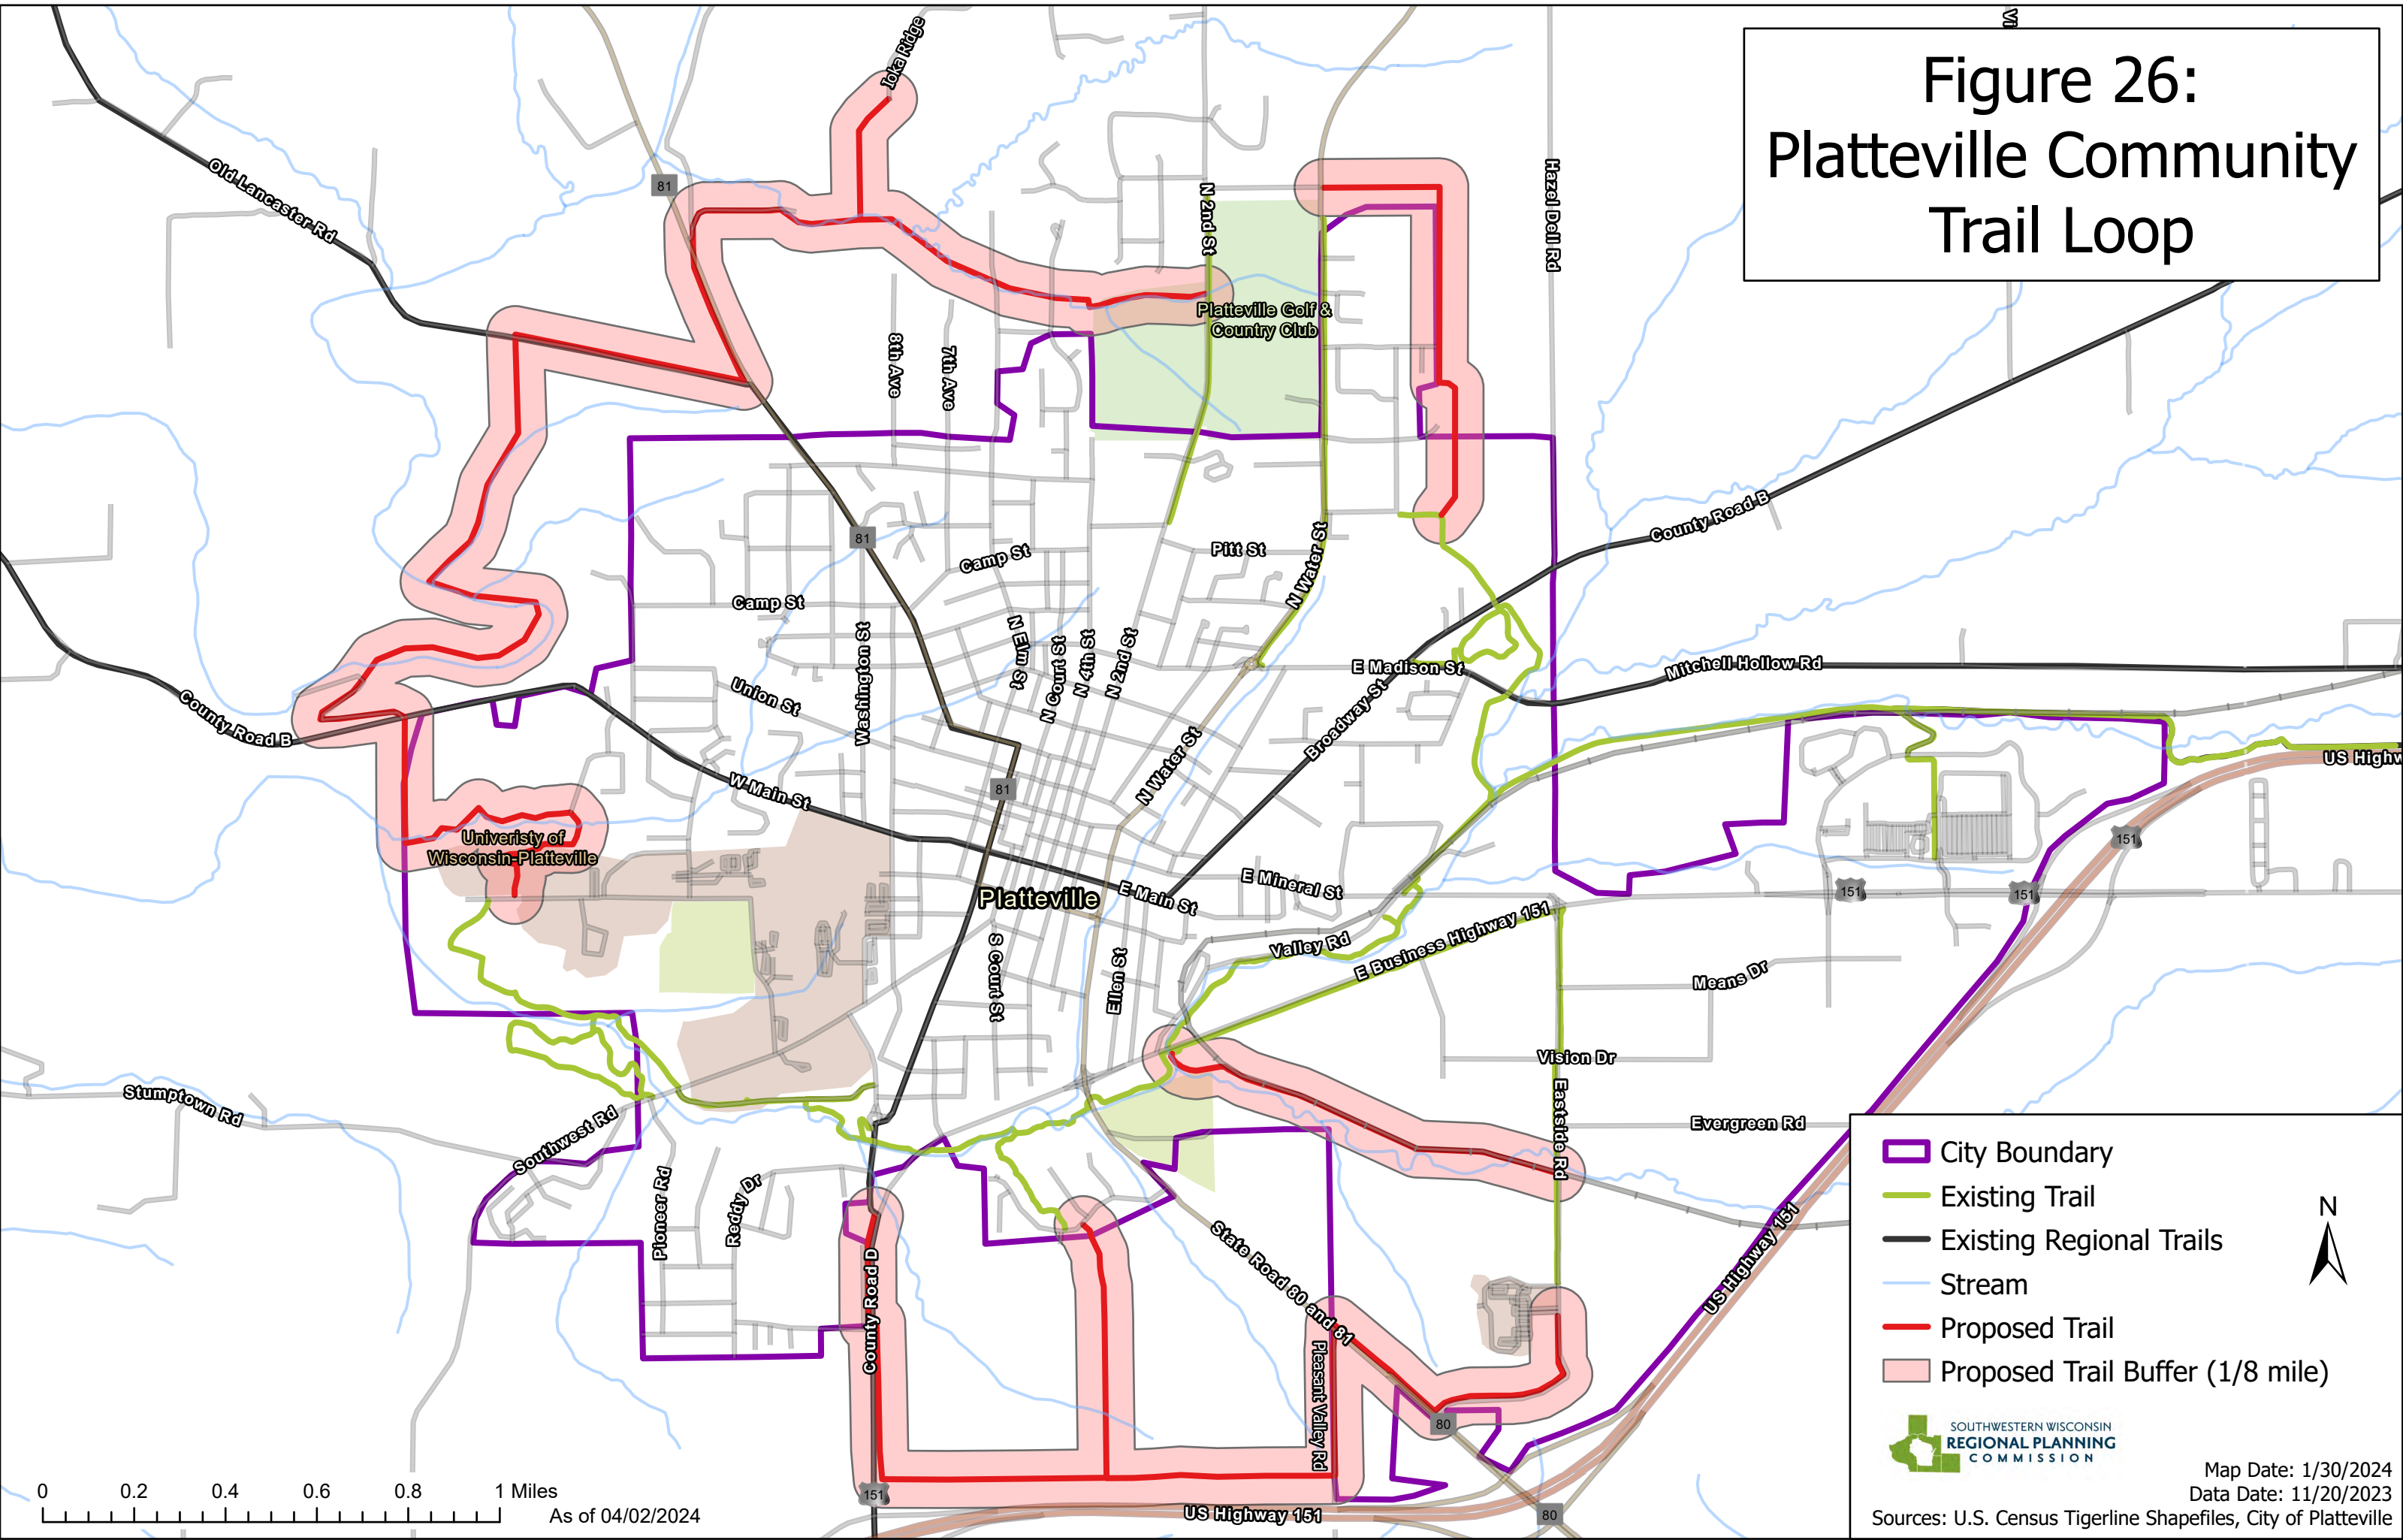 Figure 26:
Platteville Community
Trail Loop
Vi
Ioka Ridge
Old Lancaster Rd
81
N 2nd St
Hazel Dell Rd
Platteville Golf &
Country Club
8th Ave
7th Ave
County Road B
81
Camp St
Pitt St
N Water St
Camp St
N Elm St
N Court St
N 4th St
N 2nd St
Washington St
E Madison St
Mitchell Hollow Rd
Union St
County Road B
Broadway St
N Water St
US Highw
W Main St
81
Univeristy of
Wisconsin-Platteville
151
Platteville
E Main St
E Mineral St
151
151
E Business Highway 151
Valley Rd
S Court St
Ellen St
Means Dr
Vision Dr
Stumptown Rd
Southwest Rd
Eastside Rd
Evergreen Rd
Pioneer Rd
Reddy Dr
County Road D
State Road 80 and 81
US Highway 151
Pleasant Valley Rd
80
151
US Highway 151
80
City Boundary
Existing Trail
Existing Regional Trails
Stream
Proposed Trail
Proposed Trail Buffer (1/8 mile)
N
SOUTHWESTERN WISCONSIN
REGIONAL PLANNING
COMMISSION
Map Date: 1/30/2024
Data Date: 11/20/2023
Sources: U.S. Census Tigerline Shapefiles, City of Platteville
0 0.2 0.4 0.6 0.8 1 Miles
As of 04/02/2024